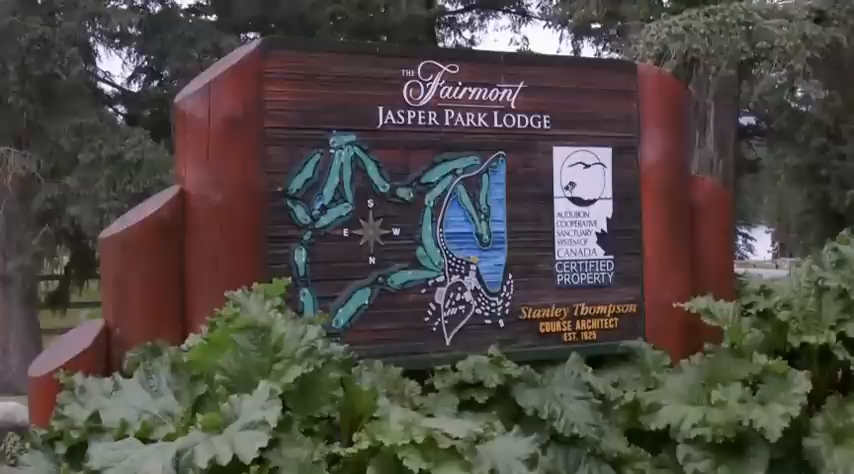 THE Fairmont
JASPER PARK LODGE
S
E W
N
AUDUBON
COOPERATIVE
SANCTUARY
SYSTEM OF
CANADA
CERTIFIED
PROPERTY
Stanley Thompson
COURSE ARCHITECT
EST. 1925